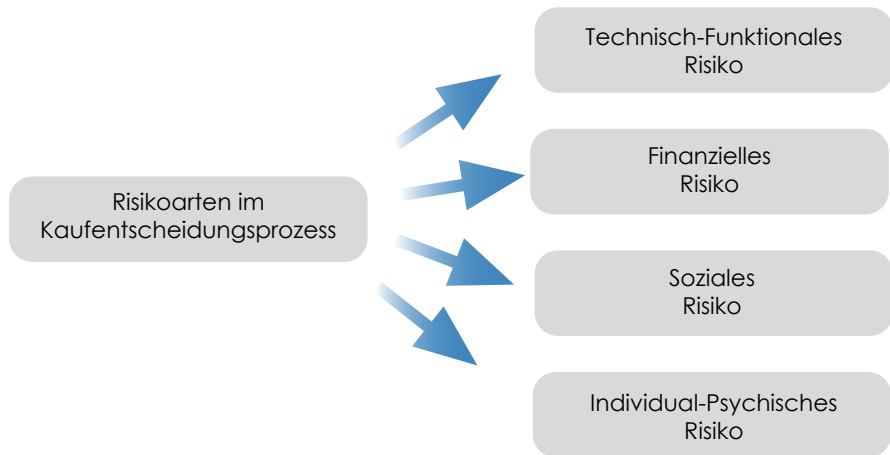 Technisch-Funktionales
Risiko
Finanzielles
Risiko
Risikoarten im
Kaufentscheidungsprozess
Soziales
Risiko
Individual-Psychisches
Risiko